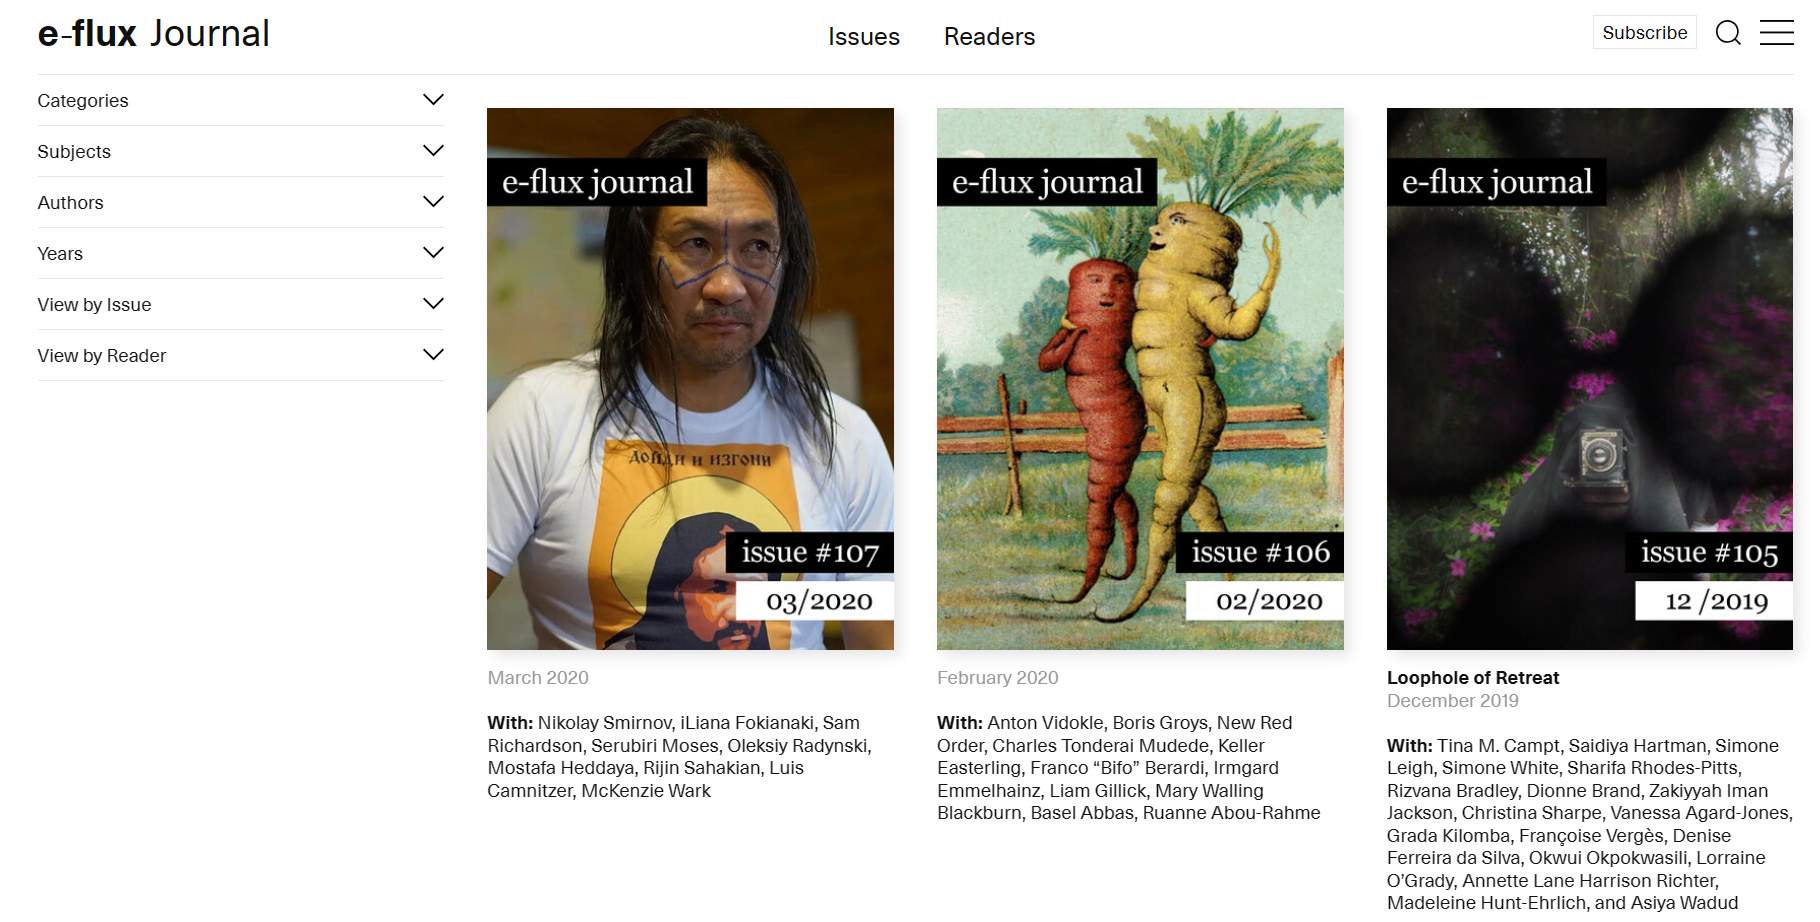 e-flux Journal
Issues
Readers
Subscribe
Categories
Subjects
Authors
Years
View by Issue
View by Reader
e-flux journal
ДОЙДИ И ИЗГОНИ
issue #107
03/2020
March 2020
With: Nikolay Smirnov, iLiana Fokianaki, Sam
Richardson, Serubiri Moses, Oleksiy Radynski,
Mostafa Heddaya, Rijin Sahakian, Luis
Camnitzer, McKenzie Wark
e-flux journal
issue #106
02/2020
February 2020
With: Anton Vidokle, Boris Groys, New Red
Order, Charles Tonderai Mudede, Keller
Easterling, Franco “Bifo” Berardi, Irmgard
Emmelhainz, Liam Gillick, Mary Walling
Blackburn, Basel Abbas, Ruanne Abou-Rahme
e-flux journal
issue #105
12 /2019
Loophole of Retreat
December 2019
With: Tina M. Campt, Saidiya Hartman, Simone
Leigh, Simone White, Sharifa Rhodes-Pitts,
Rizvana Bradley, Dionne Brand, Zakiyyah Iman
Jackson, Christina Sharpe, Vanessa Agard-Jones,
Grada Kilomba, Françoise Vergès, Denise
Ferreira da Silva, Okwui Okpokwasili, Lorraine
O’Grady, Annette Lane Harrison Richter,
Madeleine Hunt-Ehrlich, and Asiya Wadud